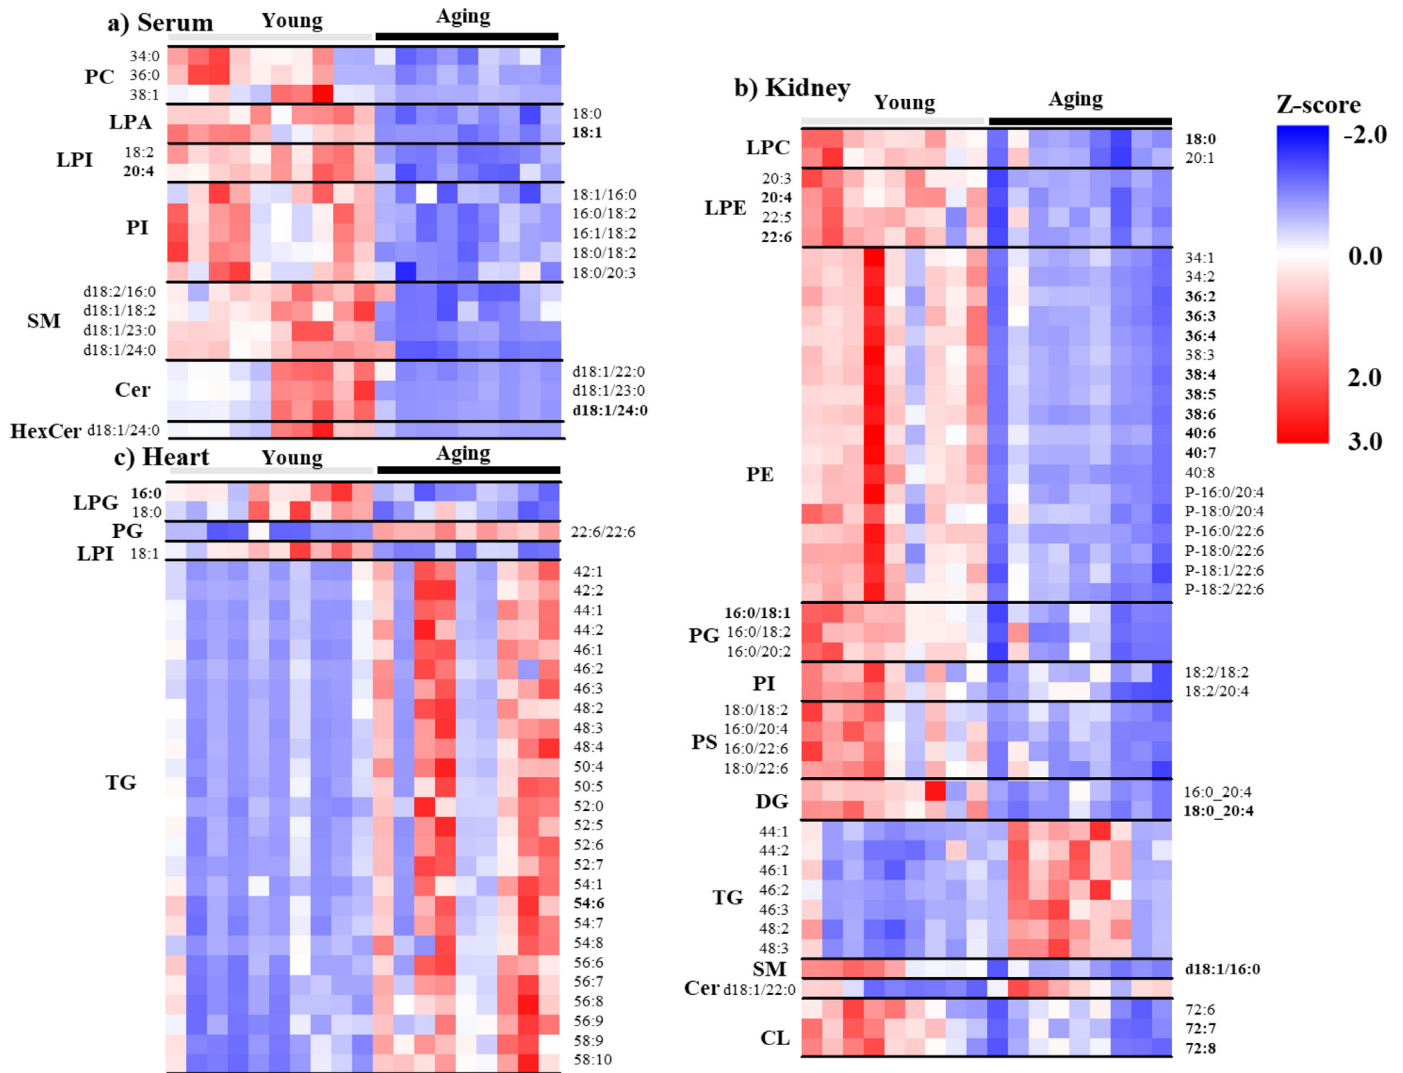 a) Serum
Young
Aging
PC
34:0
36:0
38:1
LPA
18:0
18:1
LPI
18:2
20:4
PI
18:1/16:0
16:0/18:2
16:1/18:2
18:0/18:2
18:0/20:3
SM
d18:2/16:0
d18:1/18:2
d18:1/23:0
d18:1/24:0
Cer
d18:1/22:0
d18:1/23:0
d18:1/24:0
HexCer d18:1/24:0
c) Heart
Young
Aging
LPG
16:0
18:0
PG
22:6/22:6
LPI 18:1
TG
42:1
42:2
44:1
44:2
46:1
46:2
46:3
48:2
48:3
48:4
50:4
50:5
52:0
52:5
52:6
52:7
54:1
54:6
54:7
54:8
56:6
56:7
56:8
56:9
58:9
58:10
b) Kidney
Young
Aging
LPC
18:0
20:1
LPE
20:3
20:4
22:5
22:6
PE
34:1
34:2
36:2
36:3
36:4
38:3
38:4
38:5
38:6
40:6
40:7
40:8
P-16:0/20:4
P-18:0/20:4
P-16:0/22:6
P-18:0/22:6
P-18:1/22:6
P-18:2/22:6
PG
16:0/18:1
16:0/18:2
16:0/20:2
PI
18:2/18:2
18:2/20:4
PS
18:0/18:2
16:0/20:4
16:0/22:6
18:0/22:6
DG
16:0_20:4
18:0_20:4
TG
44:1
44:2
46:1
46:2
46:3
48:2
48:3
SM
d18:1/16:0
Cer d18:1/22:0
CL
72:6
72:7
72:8
Z-score
-2.0
0.0
2.0
3.0